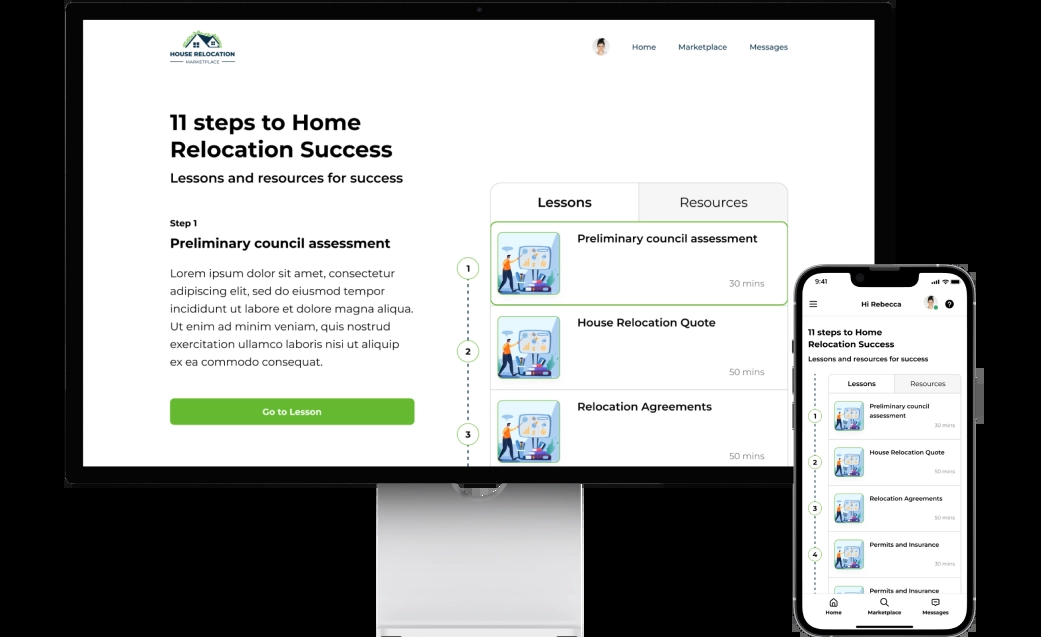 HOUSE RELOCATION
MARKETPLACE
Home
Marketplace
Messages
11 steps to Home
Relocation Success
Lessons and resources for success
Step 1
Preliminary council assessment
Lorem ipsum dolor sit amet, consectetur
adipiscing elit, sed do eiusmod tempor
incididunt ut labore et dolore magna aliqua.
Ut enim ad minim veniam, quis nostrud
exercitation ullamco laboris nisi ut aliquip
ex ea commodo consequat.
Go to Lesson
Lessons
Resources
1
Preliminary council assessment
30 mins
2
House Relocation Quote
50 mins
3
Relocation Agreements
50 mins
9:41
Hi Rebecca
?
11 steps to Home
Relocation Success
Lessons and resources for success
Lessons
Resources
1
Preliminary council
assessment
30 mins
2
House Relocation Quote
50 mins
3
Relocation Agreements
50 mins
4
Permits and Insurance
30 mins
Permits and Insurance
Home
Marketplace
Messages